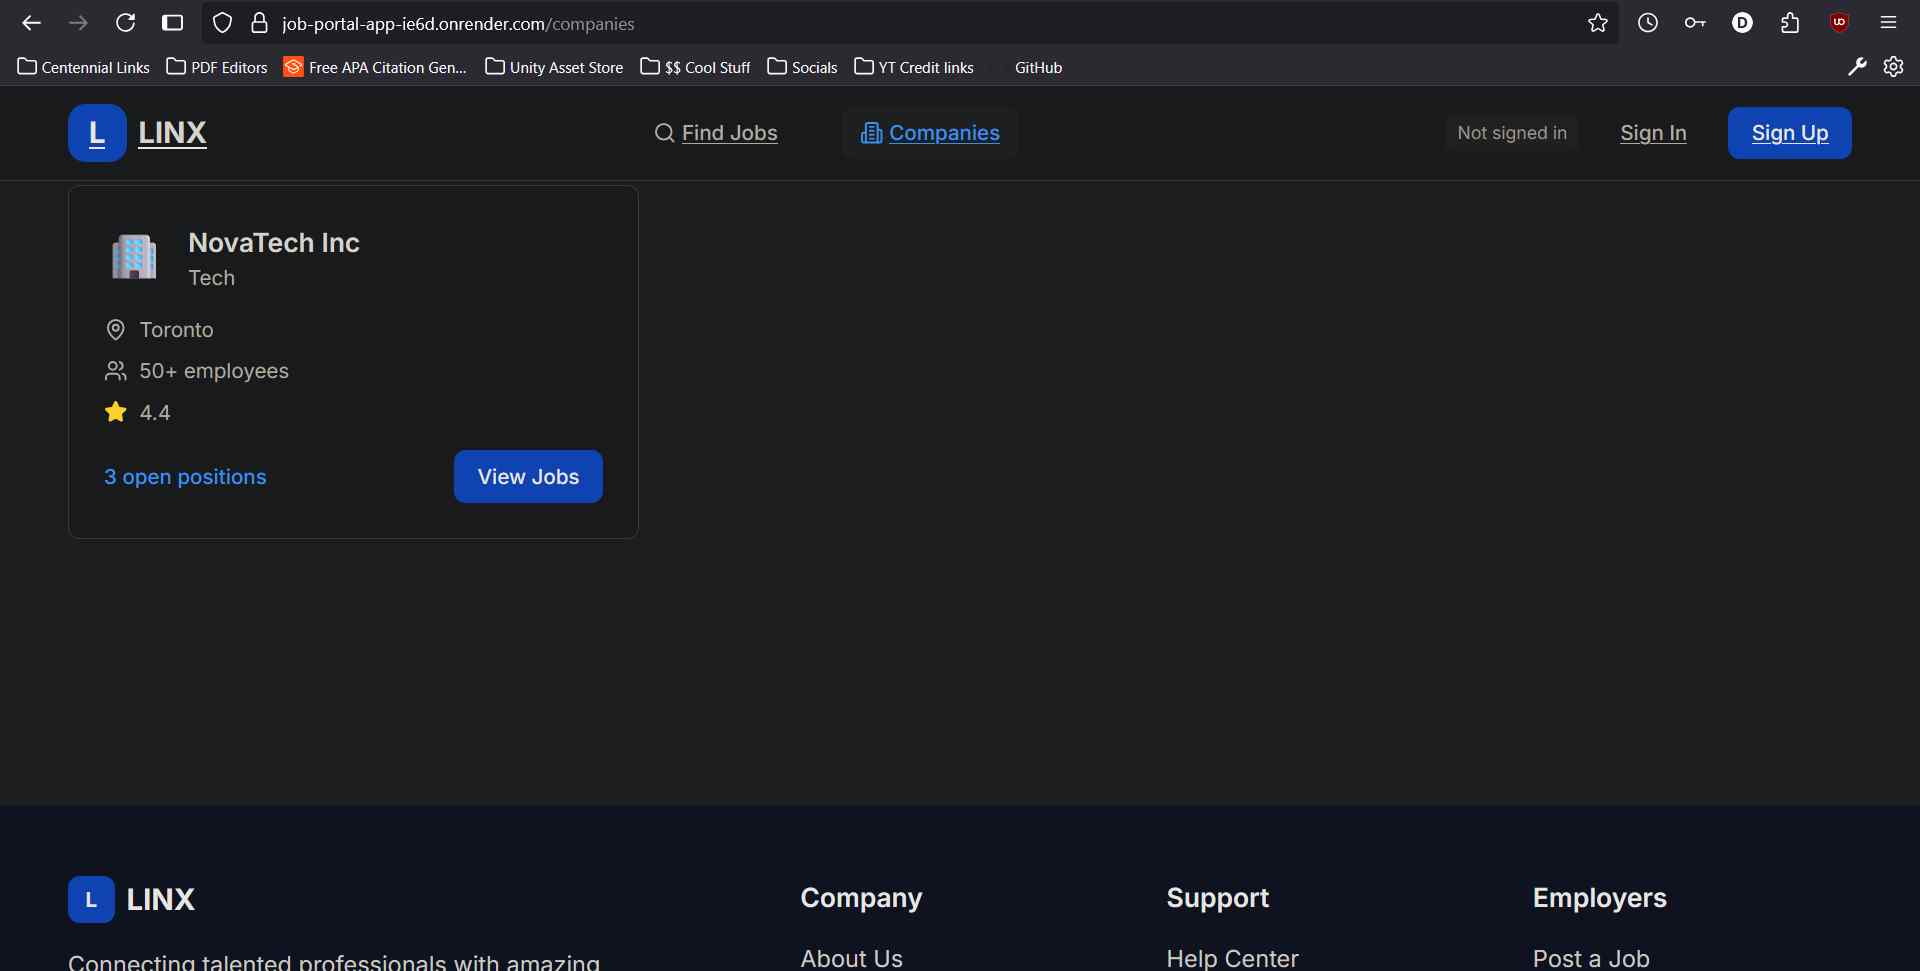 job-portal-app-ie6d.onrender.com/companies
D
Centennial Links
PDF Editors
Free APA Citation Gen...
Unity Asset Store
$$ Cool Stuff
Socials
YT Credit links
GitHub
L LINX
Find Jobs
Companies
Not signed in
Sign In
Sign Up
NovaTech Inc
Tech
Toronto
50+ employees
4.4
3 open positions
View Jobs
L LINX
Connecting talented professionals with amazing
Company
About Us
Support
Help Center
Employers
Post a Job